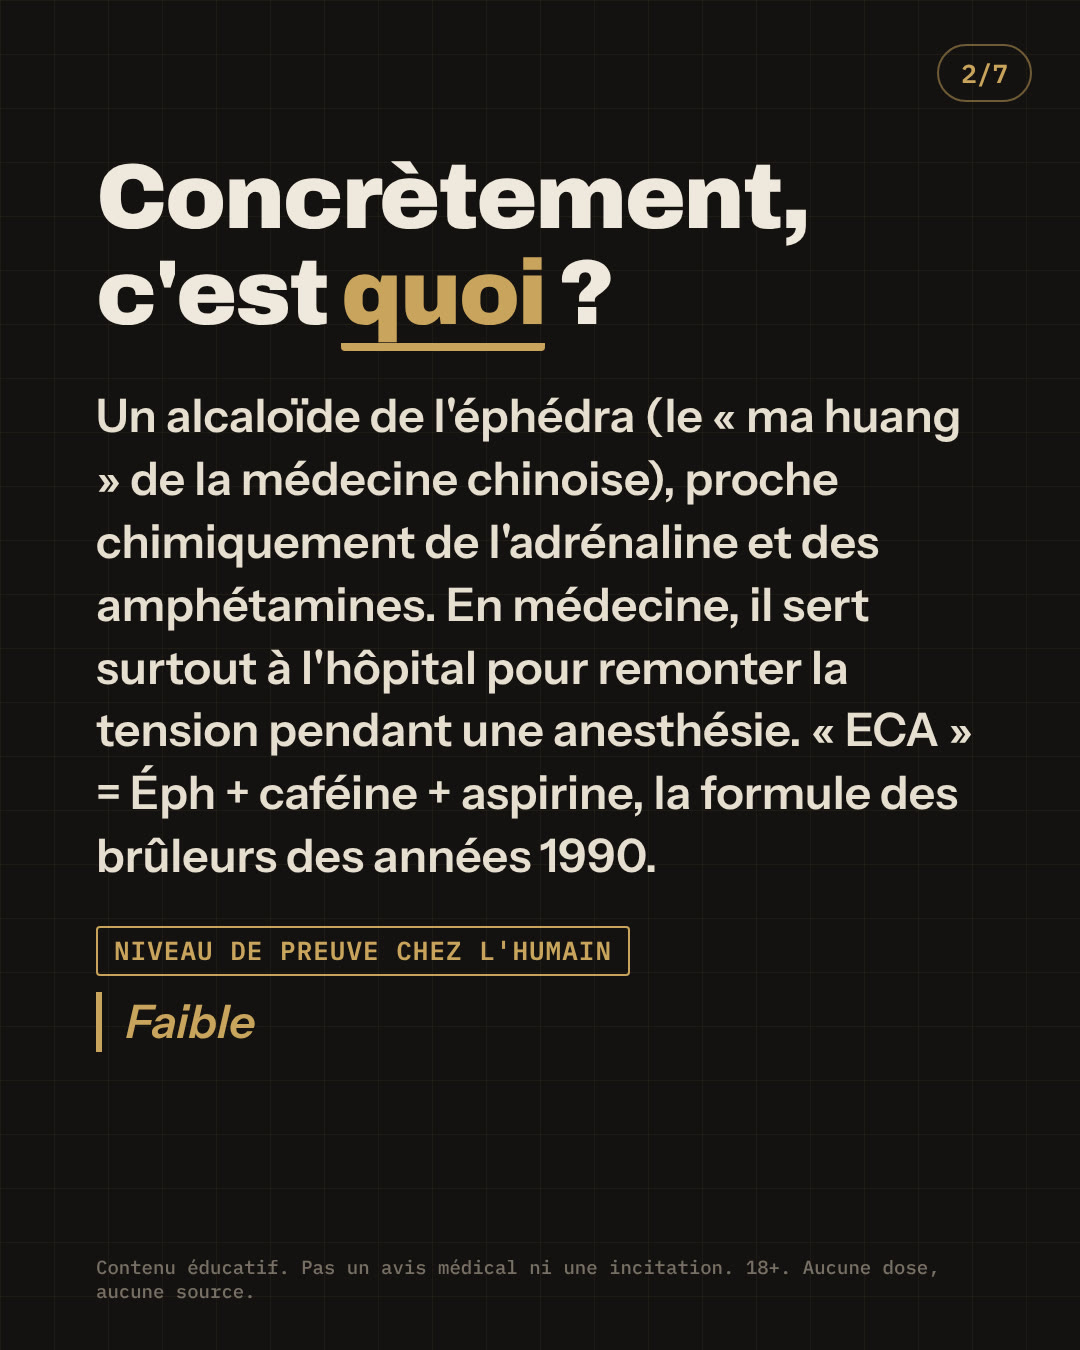 2/7
Concrètement,
c'est quoi ?
Un alcaloïde de l'éphédra (le « ma huang
» de la médecine chinoise), proche
chimiquement de l'adrénaline et des
amphétamines. En médecine, il sert
surtout à l'hôpital pour remonter la
tension pendant une anesthésie. « ECA »
= Éph + caféine + aspirine, la formule des
brûleurs des années 1990.
NIVEAU DE PREUVE CHEZ L'HUMAIN
Faible
Contenu éducatif. Pas un avis médical ni une incitation. 18+. Aucune dose,
aucune source.